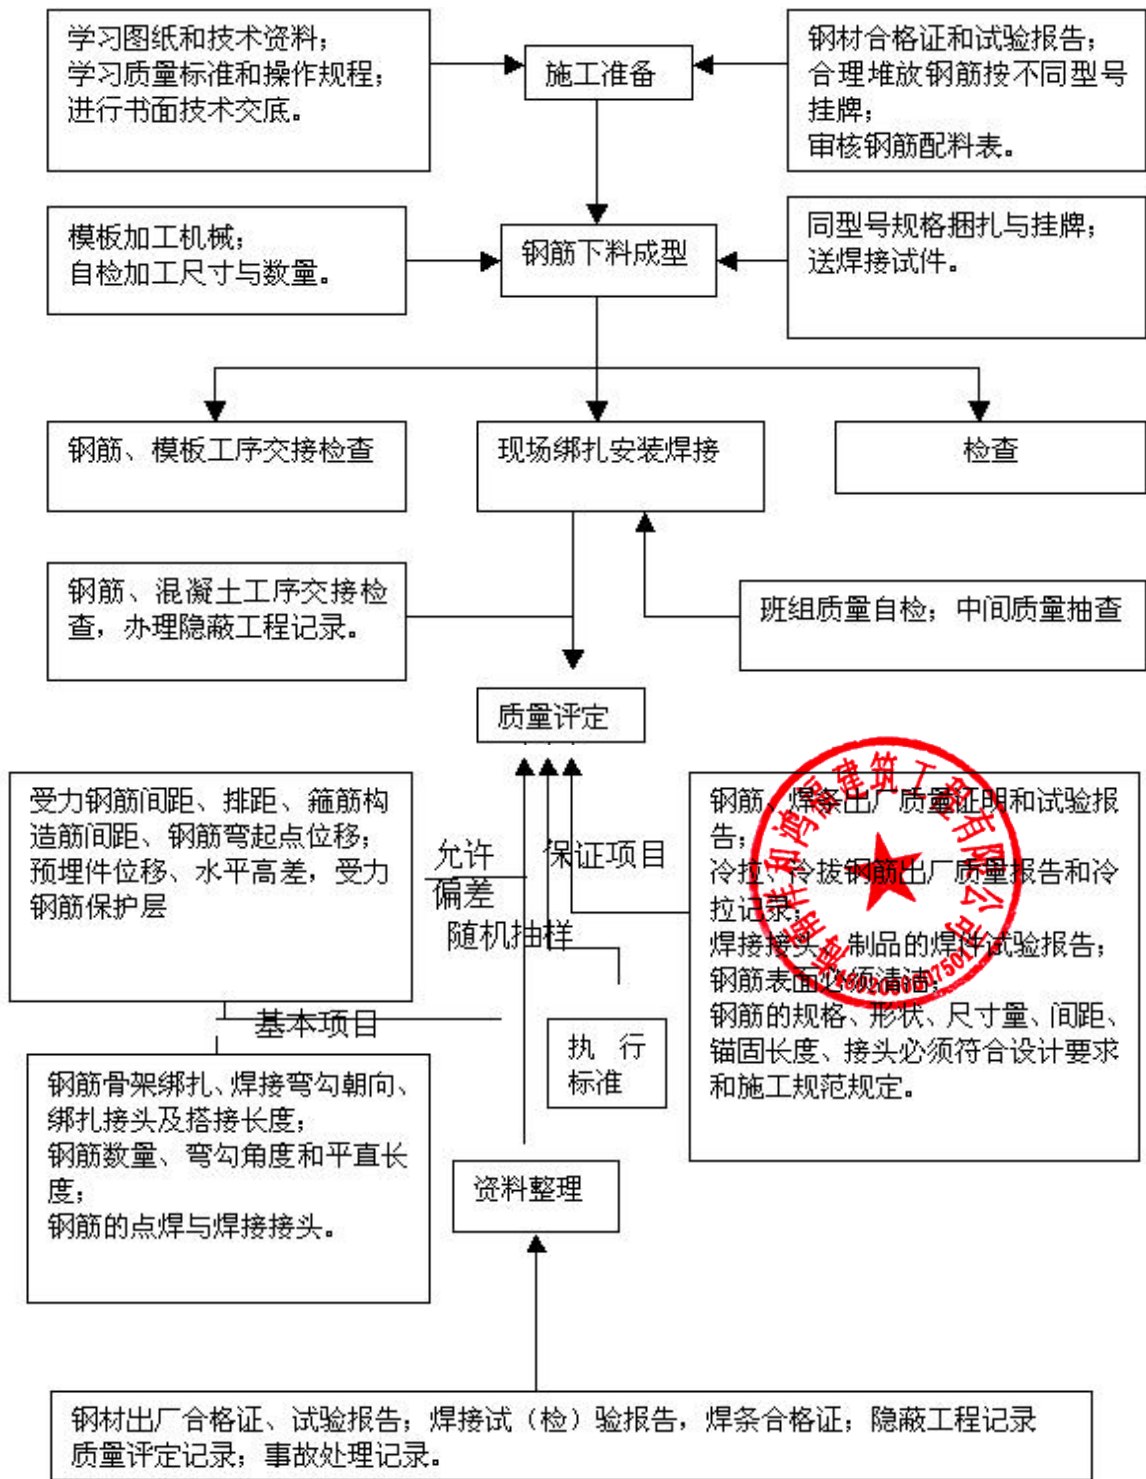 学习图纸和技术资料；
学习质量标准和操作规程；
进行书面技术交底。
施工准备
钢材合格证和试验报告；
合理堆放钢筋按不同型号
挂牌；
审核钢筋配料表。
模板加工机械；
自检加工尺寸与数量。
钢筋下料成型
同型号规格捆扎与挂牌；
送焊接试件。
钢筋、模板工序交接检查
现场绑扎安装焊接
检查
钢筋、混凝土工序交接检
查，办理隐蔽工程记录。
班组质量自检；中间质量抽查
质量评定
受力钢筋间距、排距、箍筋构
造筋间距、钢筋弯起点位移；
预埋件位移、水平高差，受力
钢筋保护层
允许
偏差
保证项目
随机抽样
钢筋、焊条出厂质量证明和试验报
告；
冷拉、冷拔钢筋出厂质量报告和冷
拉记录；
焊接接头、制品的焊件试验报告；
钢筋表面必须清洁；
钢筋的规格、形状、尺寸量、间距、
锚固长度、接头必须符合设计要求
和施工规范规定。
基本项目
执 行
标准
钢筋骨架绑扎、焊接弯勾朝向、
绑扎接头及搭接长度；
钢筋数量、弯勾角度和平直长
度；
钢筋的点焊与焊接接头。
资料整理
钢材出厂合格证、试验报告；焊接试（检）验报告，焊条合格证；隐蔽工程记录
质量评定记录；事故处理记录。
海南祥和鸿福建筑工程有限公司